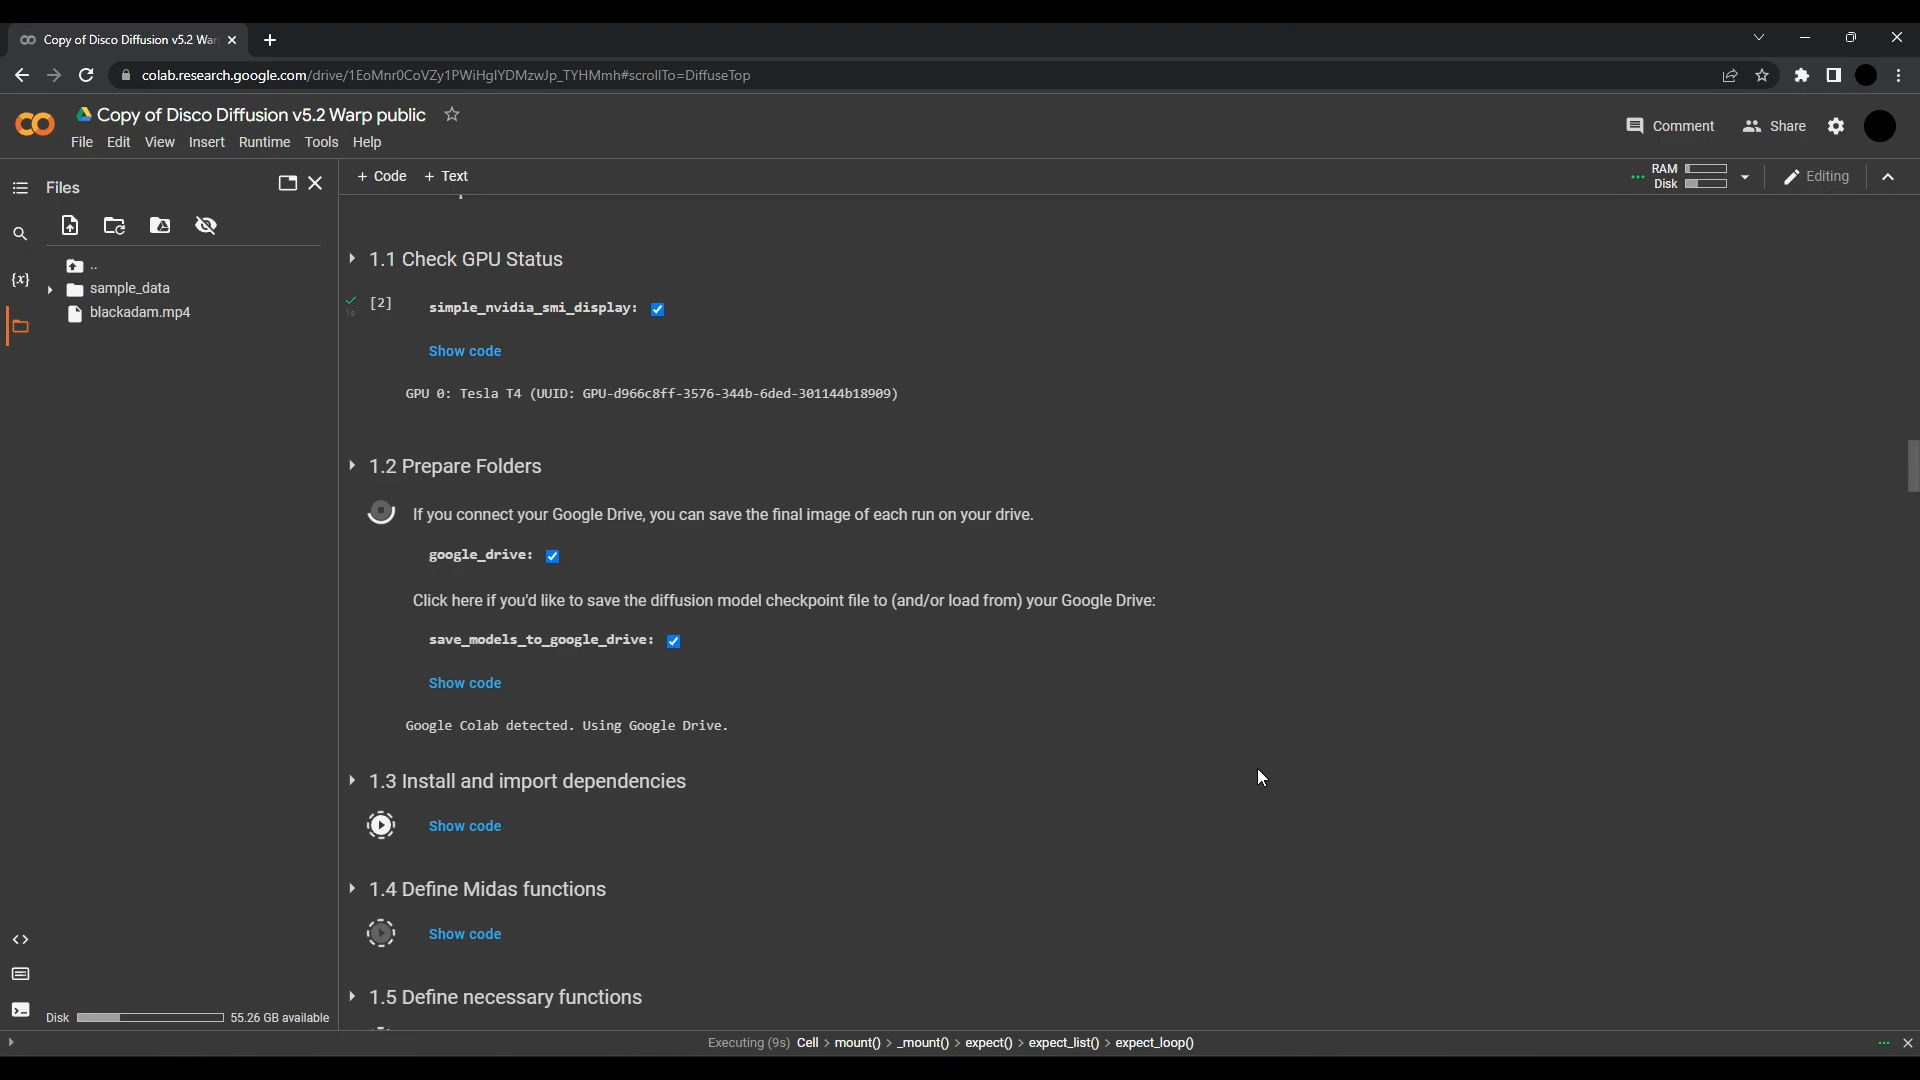 Copy of Disco Diffusion v5.2 War
colab.research.google.com/drive/1EoMnr0CoVZy1PWiHglYDMzwJp_TYHMmh#scrollTo=DiffuseTop
Copy of Disco Diffusion v5.2 Warp public
File Edit View Insert Runtime Tools Help
Comment Share
Files
+ Code + Text
RAM
Disk
Editing
..
sample_data
blackadam.mp4
{x}
1.1 Check GPU Status
1s
[2] simple_nvidia_smi_display:
Show code
GPU 0: Tesla T4 (UUID: GPU-d966c8ff-3576-344b-6ded-301144b18909)
1.2 Prepare Folders
If you connect your Google Drive, you can save the final image of each run on your drive.
google_drive:
Click here if you'd like to save the diffusion model checkpoint file to (and/or load from) your Google Drive:
save_models_to_google_drive:
Show code
Google Colab detected. Using Google Drive.
1.3 Install and import dependencies
Show code
1.4 Define Midas functions
Show code
1.5 Define necessary functions
Disk 55.26 GB available
Executing (9s) Cell > mount() > _mount() > expect() > expect_list() > expect_loop()